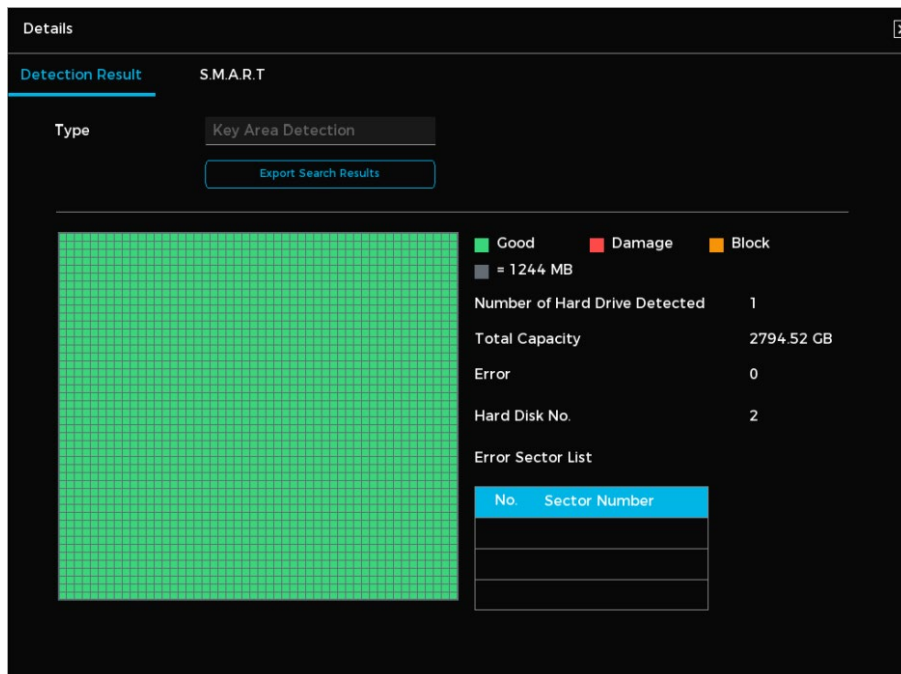 Details
Detection Result S.M.A.R.T
Type Key Area Detection
Export Search Results
Good Damage Block
= 1244 MB
Number of Hard Drive Detected 1
Total Capacity 2794.52 GB
Error 0
Hard Disk No. 2
Error Sector List
No. Sector Number